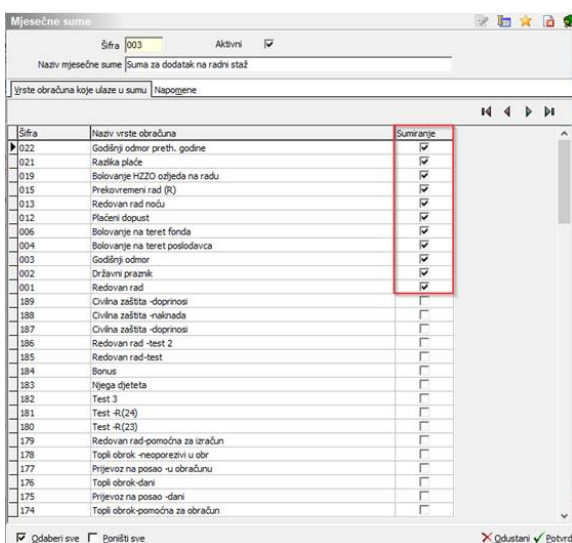 Mjesečne sume
Šifra 003 Aktivni
Naziv mjesečne sume Suma za dodatak na radni staž
Vrste obračuna koje ulaze u sumu Napomene
Šifra Naziv vrste obračuna Sumiranje
022 Godišnji odmor preth. godine
021 Razlika plaće
019 Bolovanje HZZO ozljeda na radu
015 Prekovremeni rad (R)
013 Redovan rad noću
012 Plaćeni dopust
006 Bolovanje na teret fonda
004 Bolovanje na teret poslodavca
003 Godišnji odmor
002 Državni praznik
001 Redovan rad
189 Civilna zaštita -doprinosi
188 Civilna zaštita -naknada
187 Civilna zaštita -doprinosi
186 Redovan rad -test 2
185 Redovan rad-test
184 Bonus
183 Njega djeteta
182 Test 3
181 Test -R(24)
180 Test -R(23)
179 Redovan rad-pomoćna za izračun
178 Topli obrok -neoporezivi u obr
177 Prijevoz na posao -u obračunu
176 Topli obrok-dani
175 Prijevoz na posao -dani
174 Topli obrok-pomoćna za obračun
Odaberi sve Poništi sve Odustani Potvrd